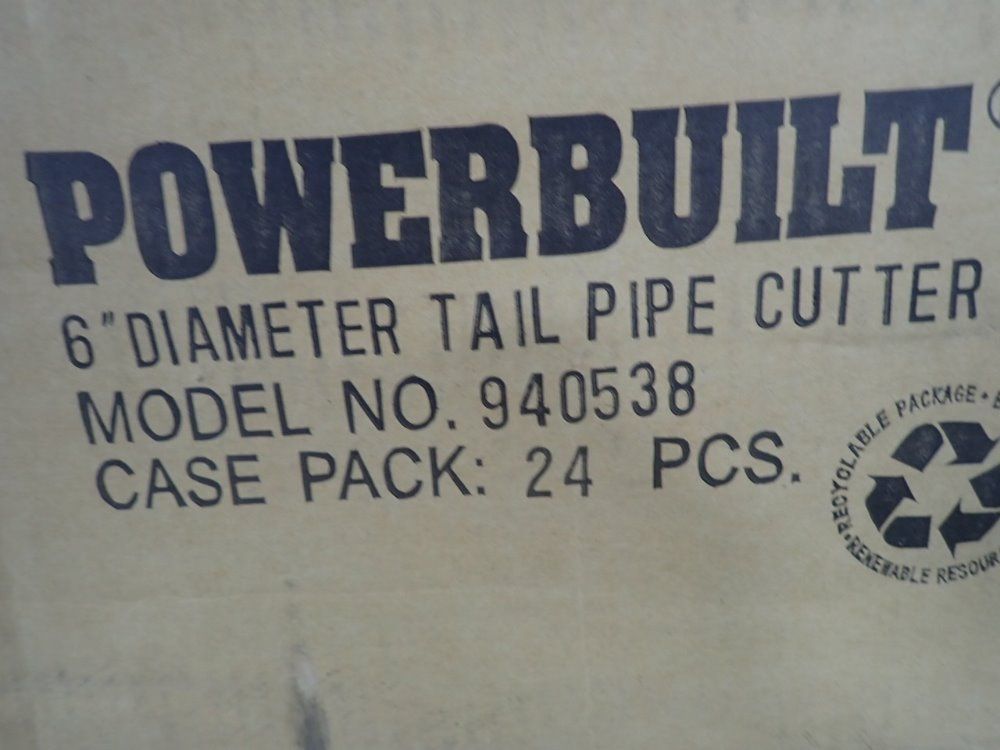 POWERBUILT
6" DIAMETER TAIL PIPE CUTTER
MODEL NO. 940538
CASE PACK: 24 PCS.
RECYCLABLE PACKAGE •
• RENEWABLE